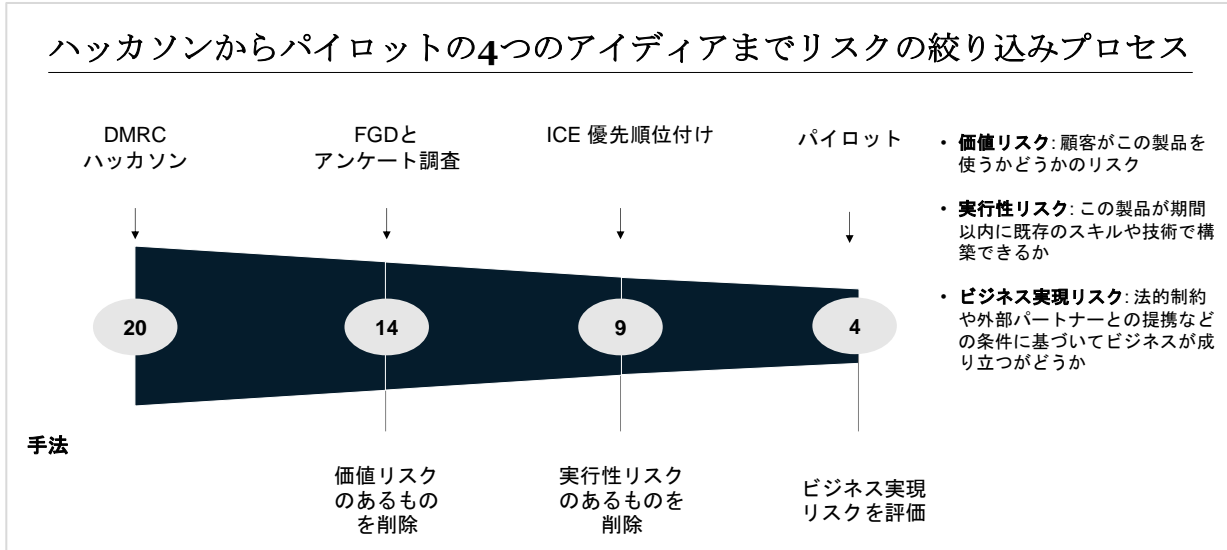 ハッカソンからパイロットの4つのアイディアまでリスクの絞り込みプロセス
DMRC
ハッカソン
FGDと
アンケート調査
ICE 優先順位付け
パイロット
20
14
9
4
手法
価値リスク
のあるもの
を削除
実行性リスク
のあるものを
削除
ビジネス実現
リスクを評価
• 価値リスク: 顧客がこの製品を
使うかどうかのリスク
• 実行性リスク: この製品が期間
以内に既存のスキルや技術で構
築できるか
• ビジネス実現リスク: 法的制約
や外部パートナーとの提携など
の条件に基づいてビジネスが成
り立つがどうか